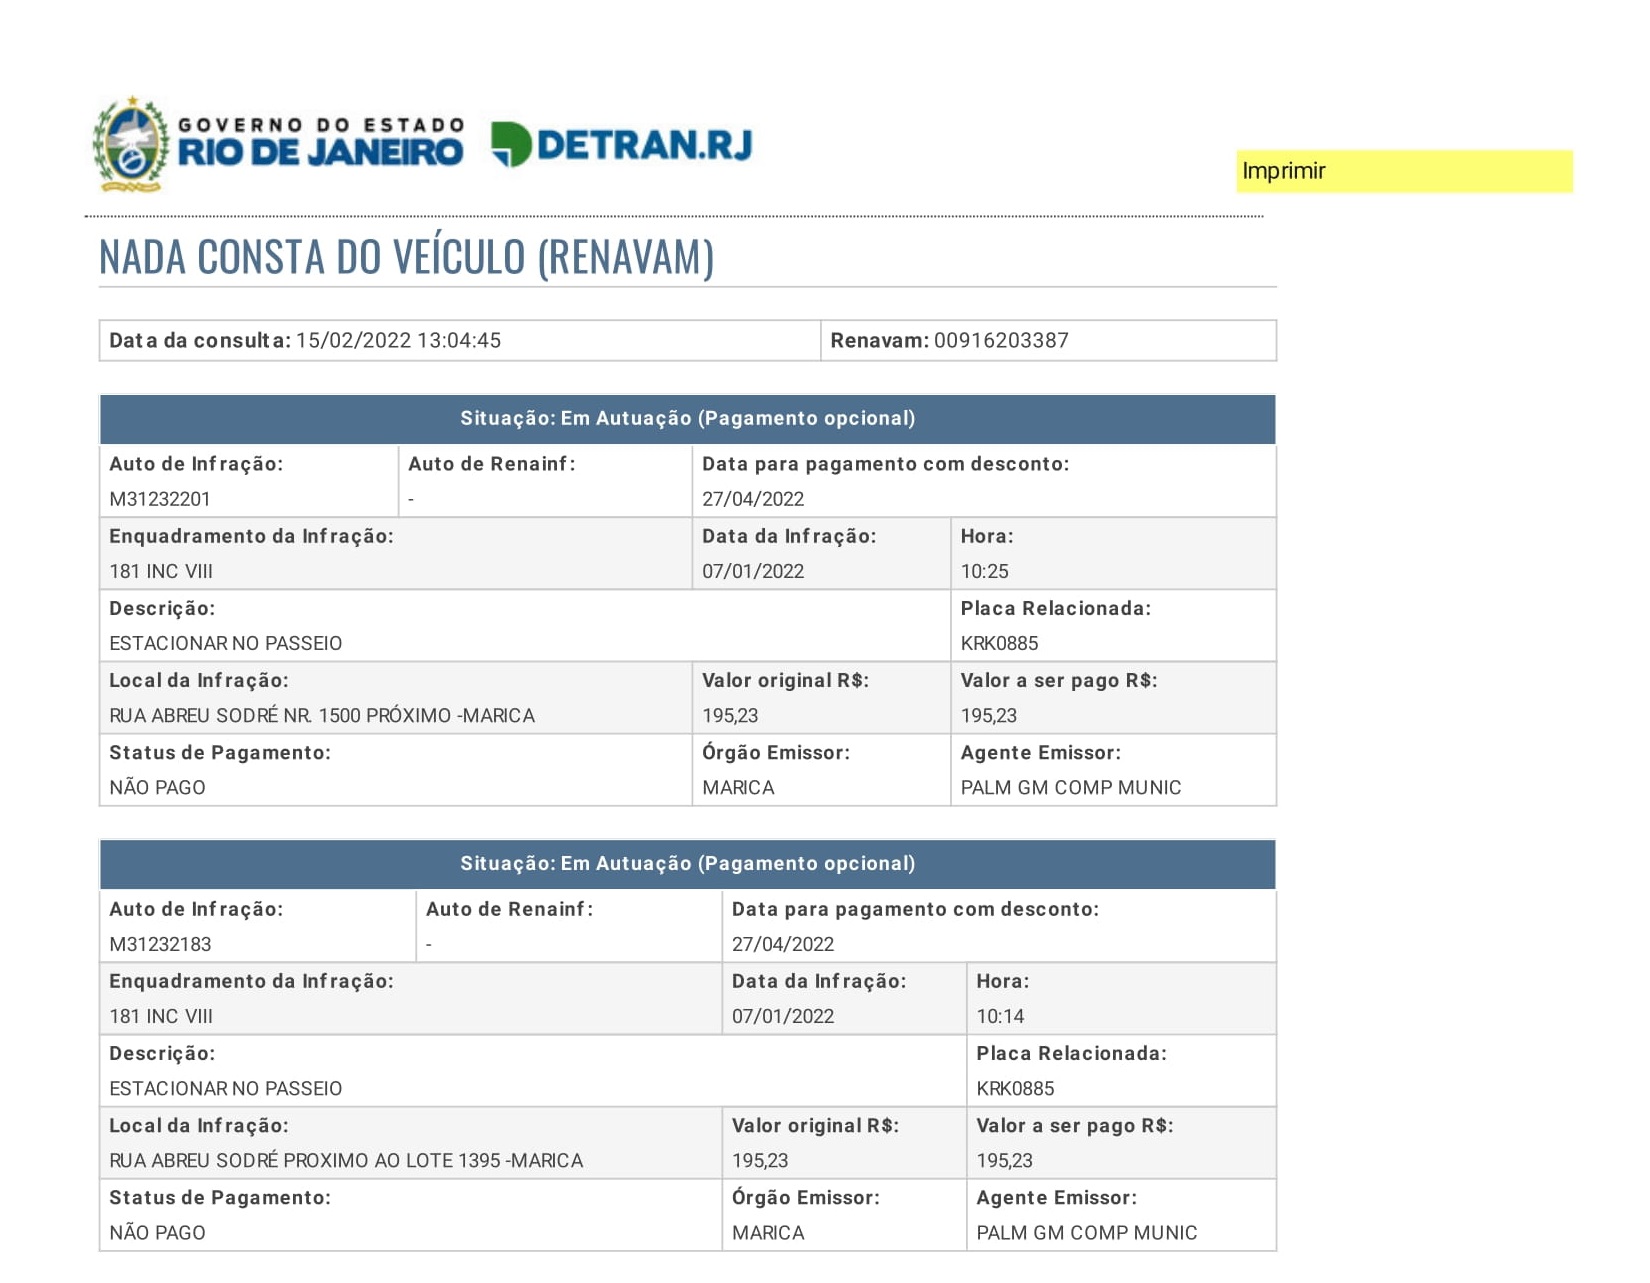 GOVERNO DO ESTADO
RIO DE JANEIRO
DETRAN.RJ
Imprimir
NADA CONSTA DO VEÍCULO (RENAVAM)
Data da consulta: 15/02/2022 13:04:45 Renavam: 00916203387
Situação: Em Autuação (Pagamento opcional)
Auto de Infração: Auto de Renainf: Data para pagamento com desconto:
M31232201 - 27/04/2022
Enquadramento da Infração: Data da Infração: Hora:
181 INC VIII 07/01/2022 10:25
Descrição: Placa Relacionada:
ESTACIONAR NO PASSEIO KRK0885
Local da Infração: Valor original R$: Valor a ser pago R$:
RUA ABREU SODRÉ NR. 1500 PRÓXIMO -MARICA 195,23 195,23
Status de Pagamento: Órgão Emissor: Agente Emissor:
NÃO PAGO MARICA PALM GM COMP MUNIC
Situação: Em Autuação (Pagamento opcional)
Auto de Infração: Auto de Renainf: Data para pagamento com desconto:
M31232183 - 27/04/2022
Enquadramento da Infração: Data da Infração: Hora:
181 INC VIII 07/01/2022 10:14
Descrição: Placa Relacionada:
ESTACIONAR NO PASSEIO KRK0885
Local da Infração: Valor original R$: Valor a ser pago R$:
RUA ABREU SODRÉ PROXIMO AO LOTE 1395 -MARICA 195,23 195,23
Status de Pagamento: Órgão Emissor: Agente Emissor:
NÃO PAGO MARICA PALM GM COMP MUNIC